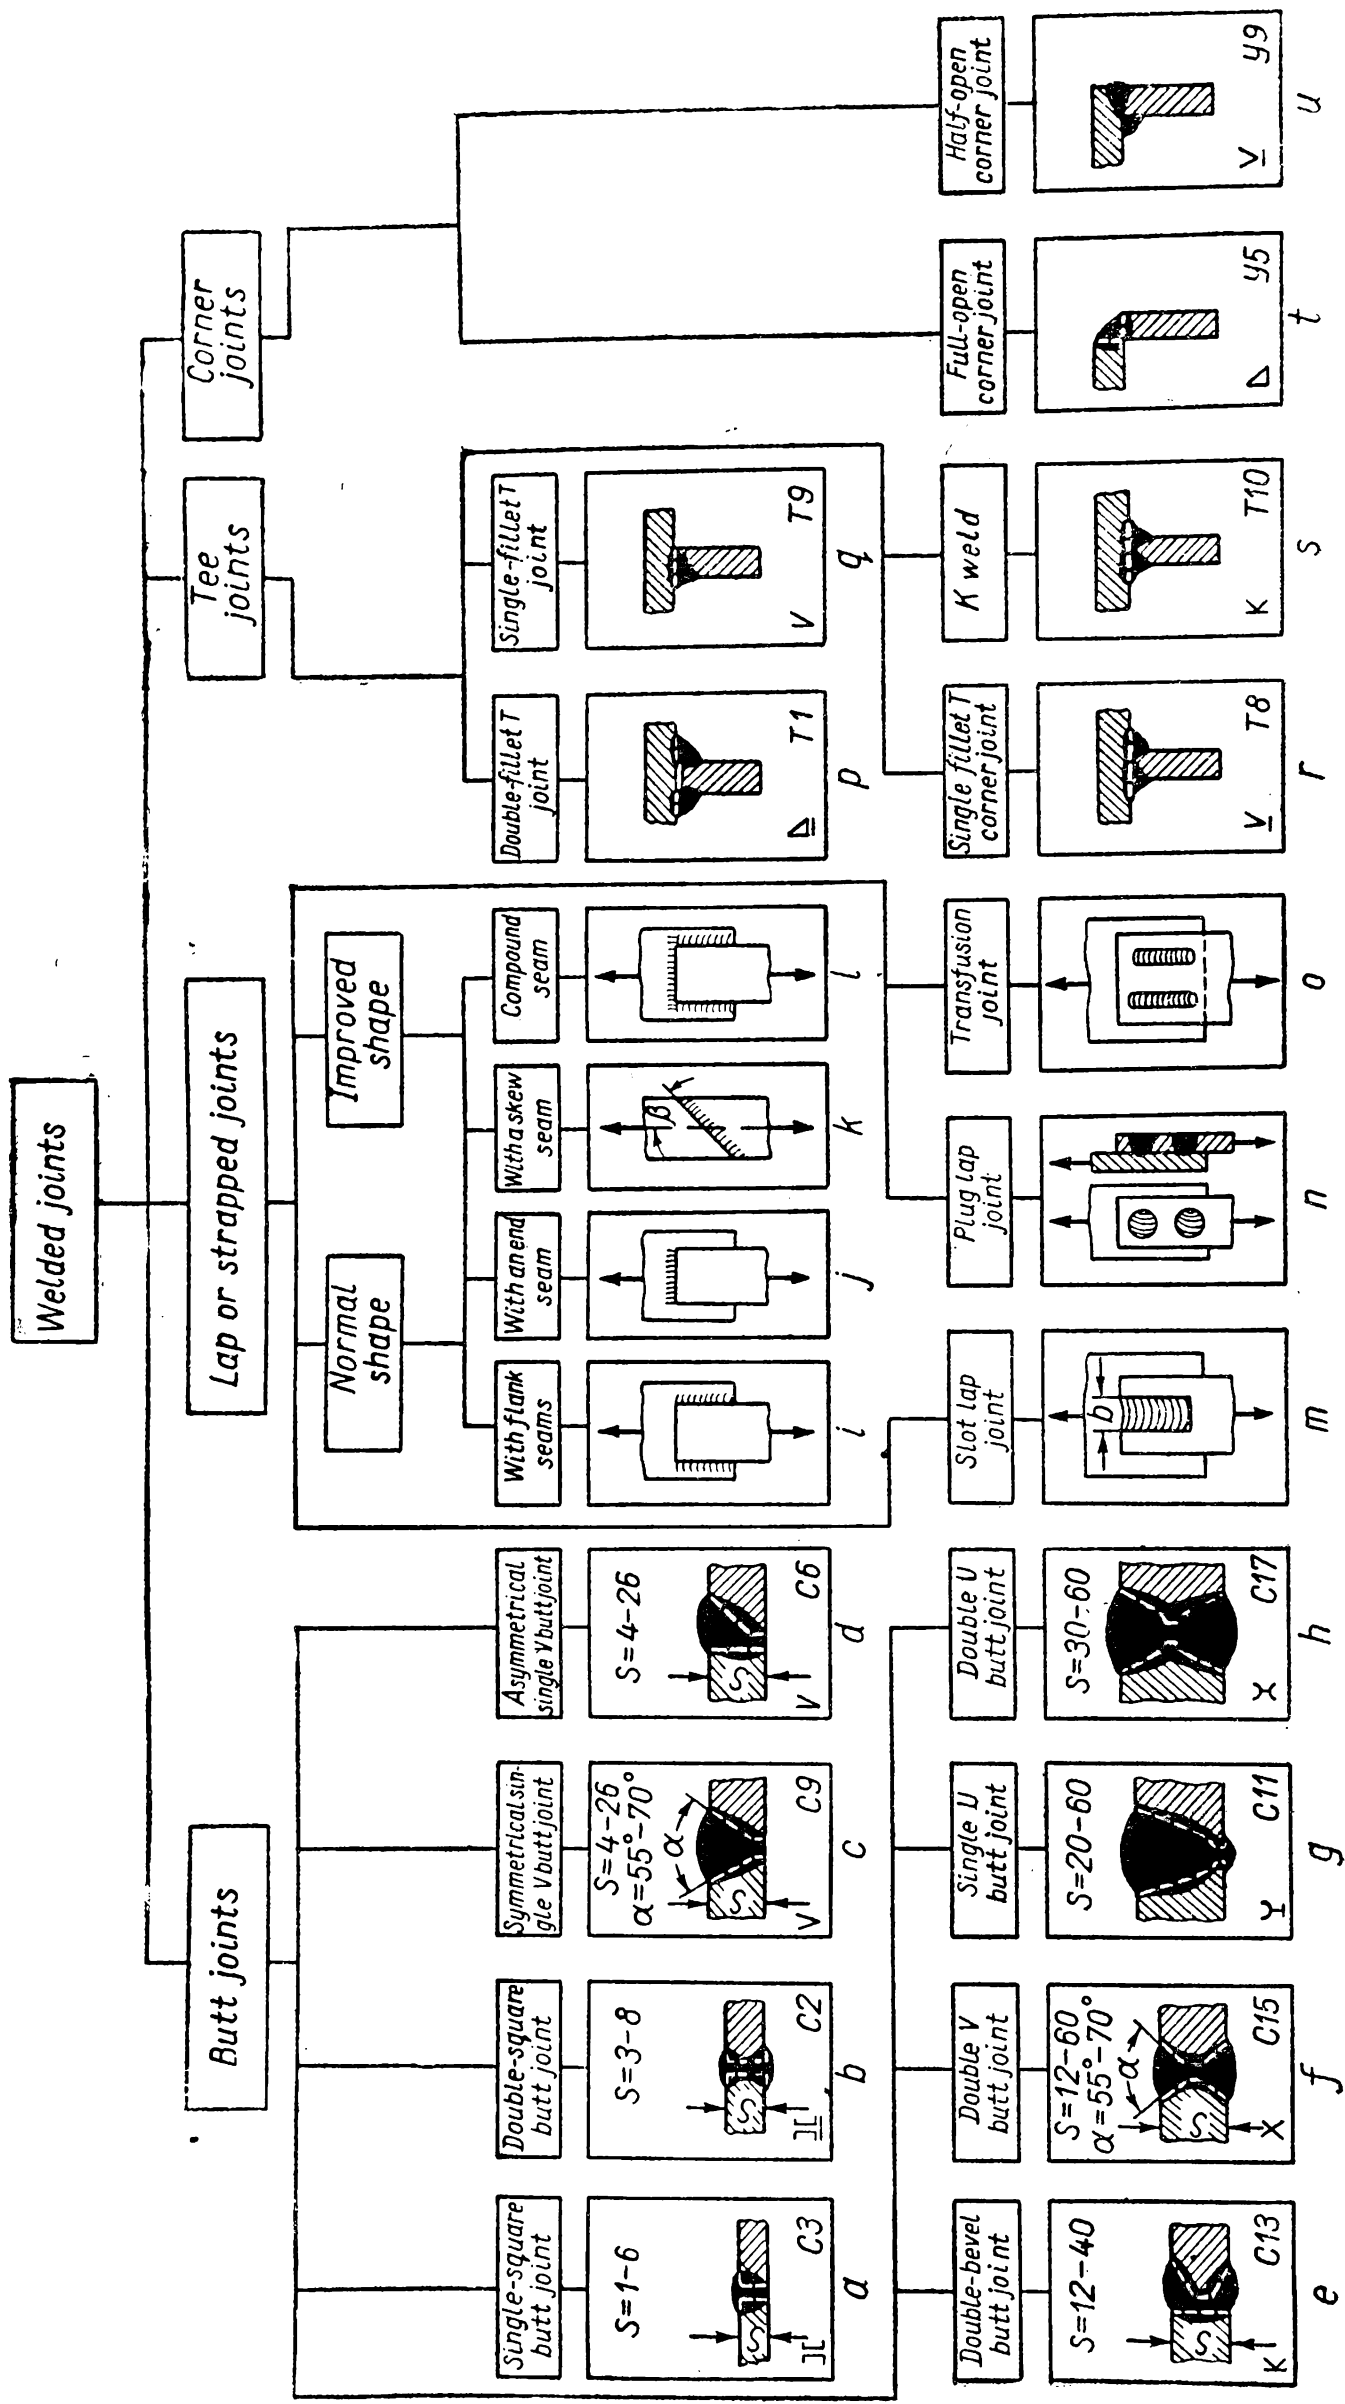 Welded joints
Butt joints
Lap or strapped joints
Tee
joints
Corner
joints
Normal
shape
Improved
shape
Single-square
butt joint
S=1-6
S
][
C3
a
Double-square
butt joint
S=3-8
S
][
C2
b
Symmetrical sin-
gle V butt joint
S=4-26
α=55°-70°
α
S
V
C9
c
Asymmetrical
single V butt joint
S=4-26
S
V
C6
d
With flank
seams
i
With an end
seam
j
With a skew
seam
β
k
Compound
seam
l
Double-fillet T
joint
T1
p
Single-fillet T
joint
V
T9
q
Double-bevel
butt joint
S=12-40
S
K
C13
e
Double V
butt joint
S=12-60
α=55°-70°
α
S
X
C15
f
Single U
butt joint
S=20-60
Y
C11
g
Double U
butt joint
S=30-60
C17
h
Slot lap
joint
b
m
Plug lap
joint
n
Transfusion
joint
o
Single fillet T
corner joint
V
T8
r
K weld
K
T10
s
Full-open
corner joint
У5
t
Half-open
corner joint
V
У9
u